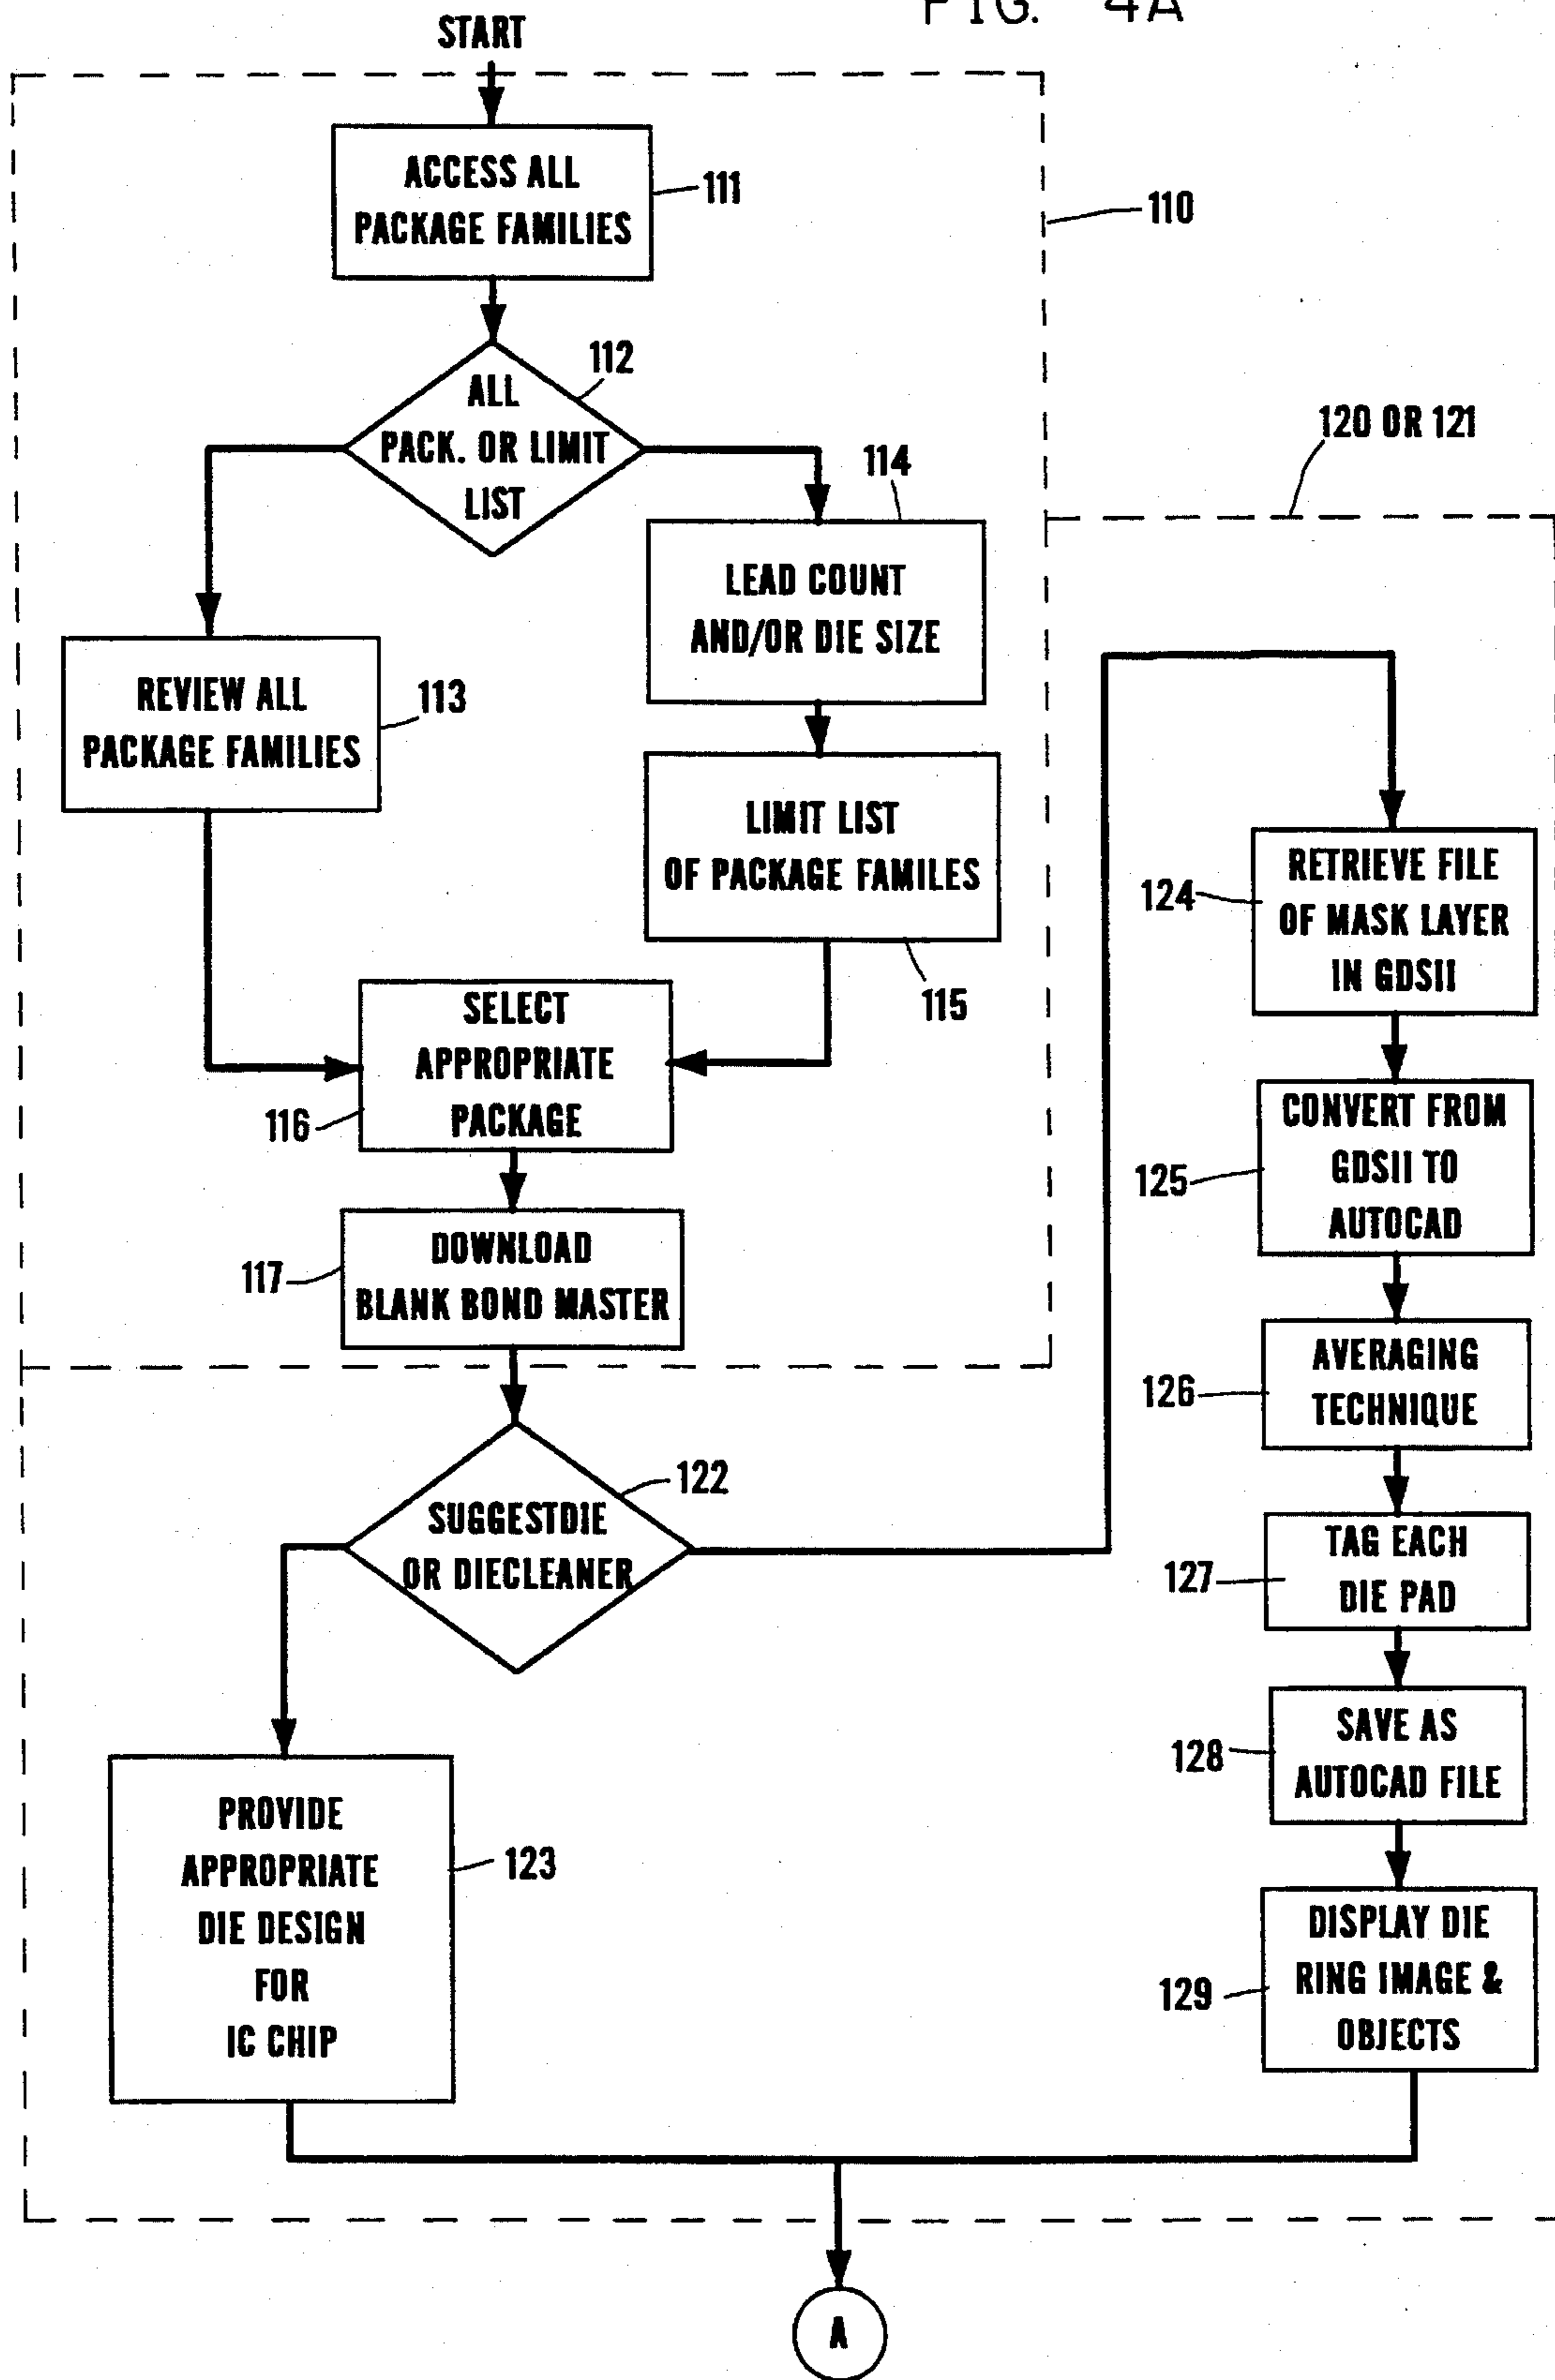 FIG. 4A
START
ACCESS ALL
PACKAGE FAMILIES
111
110
112
ALL
PACK. OR LIMIT
LIST
120 OR 121
114
LEAD COUNT
AND/OR DIE SIZE
REVIEW ALL
PACKAGE FAMILIES
113
LIMIT LIST
OF PACKAGE FAMILES
115
124
RETRIEVE FILE
OF MASK LAYER
IN GDSII
SELECT
APPROPRIATE
PACKAGE
116
125
CONVERT FROM
GDSII TO
AUTOCAD
117
DOWNLOAD
BLANK BOND MASTER
126
AVERAGING
TECHNIQUE
122
SUGGESTDIE
OR DIECLEANER
127
TAG EACH
DIE PAD
128
SAVE AS
AUTOCAD FILE
PROVIDE
APPROPRIATE
DIE DESIGN
FOR
IC CHIP
123
129
DISPLAY DIE
RING IMAGE &
OBJECTS
A